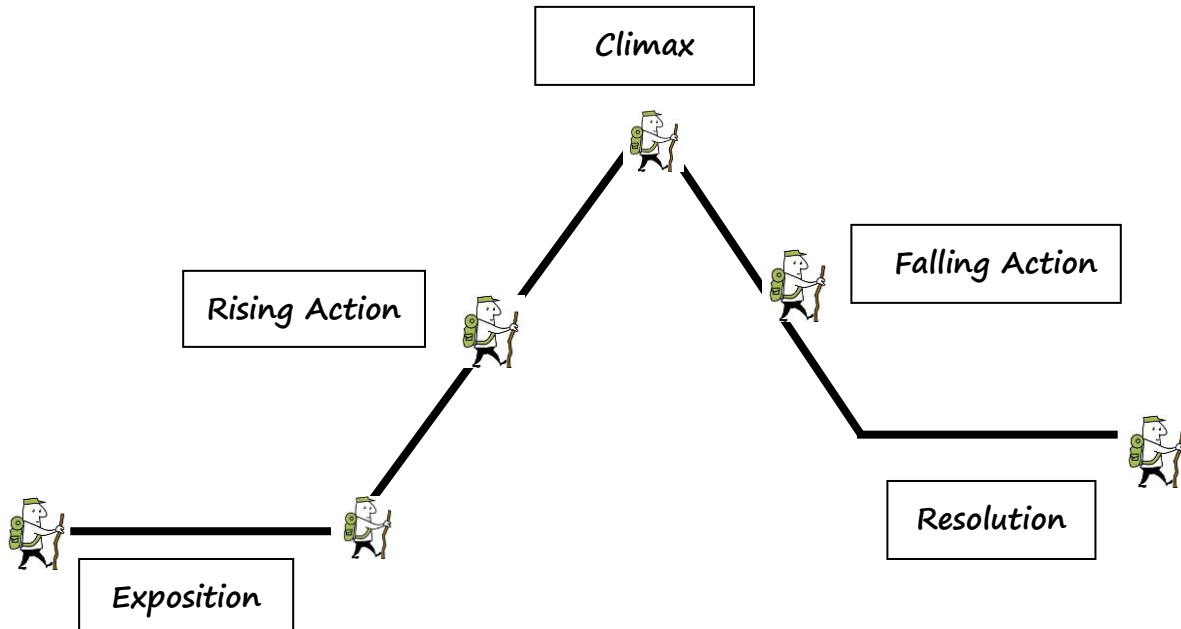 Climax
Falling Action
Rising Action
Resolution
Exposition